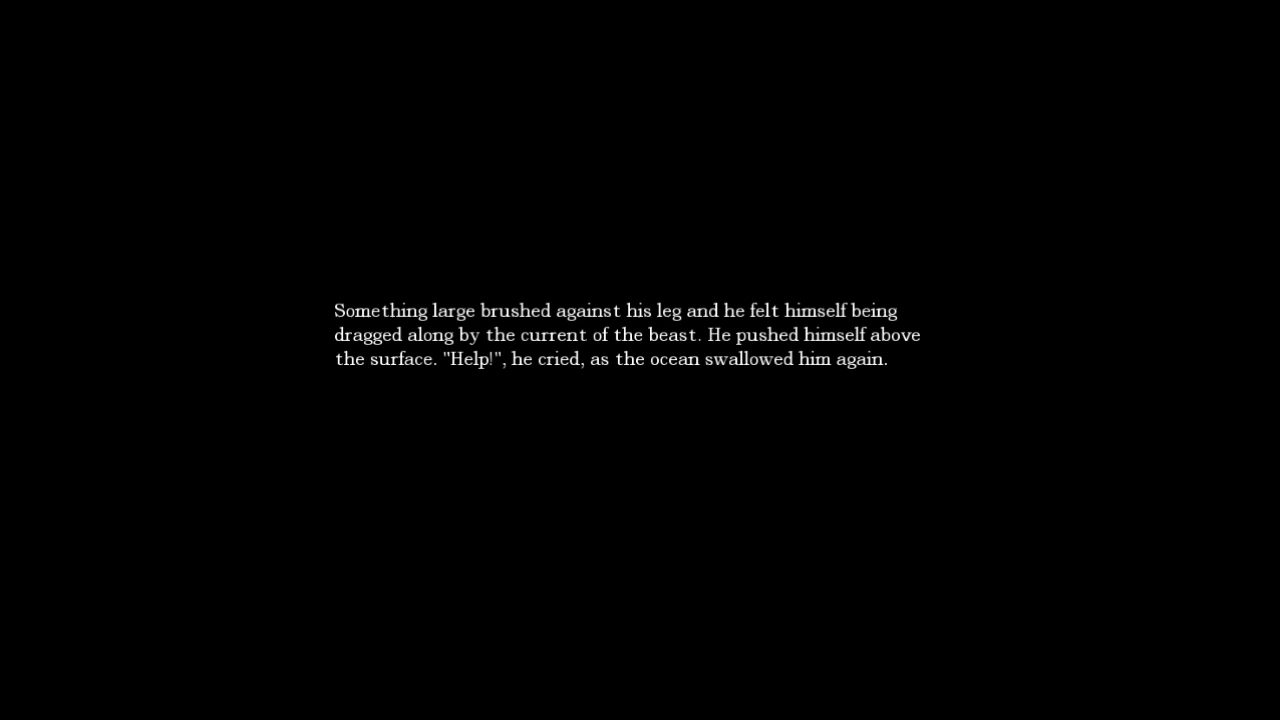 Something large brushed against his leg and he felt himself being
dragged along by the current of the beast. He pushed himself above
the surface. "Help!", he cried, as the ocean swallowed him again.